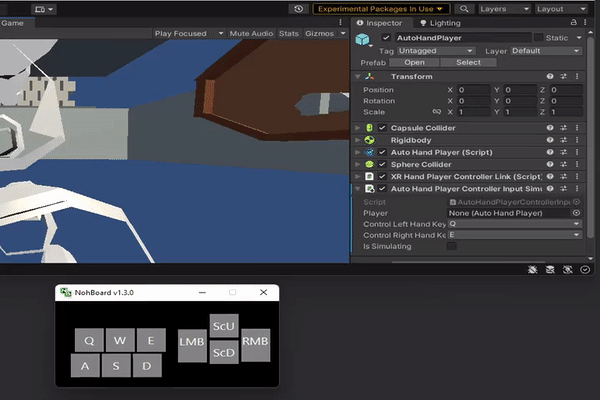 Experimental Packages In Use
Layers
Layout
Game
Play Focused
Mute Audio
Stats
Gizmos
Inspector
Lighting
AutoHandPlayer
Static
Tag
Untagged
Layer
Default
Prefab
Open
Select
Transform
Position
X 0 Y 0 Z 0
Rotation
X 0 Y 0 Z 0
Scale
X 1 Y 1 Z 1
Capsule Collider
Rigidbody
Auto Hand Player (Script)
Sphere Collider
XR Hand Player Controller Link (Script)
Auto Hand Player Controller Input Simu
Script
AutoHandPlayerControllerInpu
Player
None (Auto Hand Player)
Control Left Hand Key
Q
Control Right Hand Ke
E
Is Simulating
NohBoard v1.3.0
Q W E
A S D
LMB
ScU
ScD
RMB